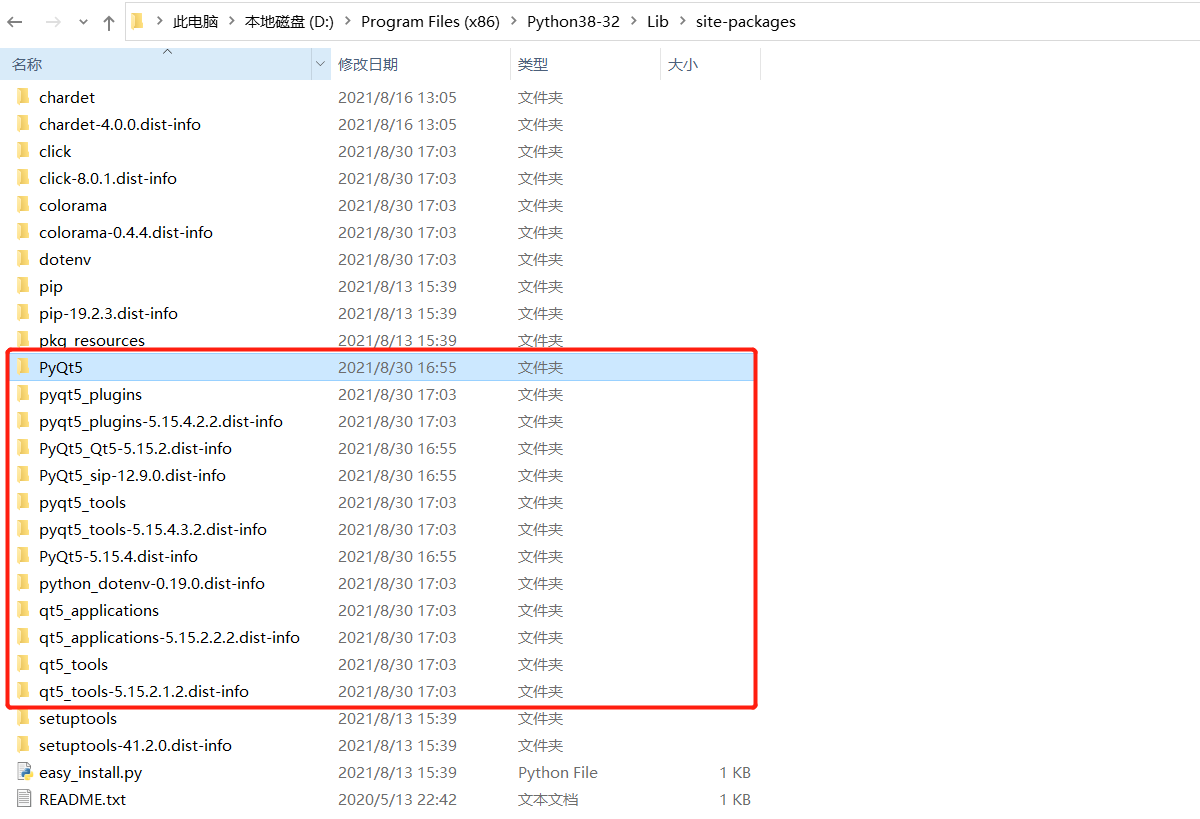 此电脑 > 本地磁盘 (D:) > Program Files (x86) > Python38-32 > Lib > site-packages
名称 修改日期 类型 大小
chardet 2021/8/16 13:05 文件夹
chardet-4.0.0.dist-info 2021/8/16 13:05 文件夹
click 2021/8/30 17:03 文件夹
click-8.0.1.dist-info 2021/8/30 17:03 文件夹
colorama 2021/8/30 17:03 文件夹
colorama-0.4.4.dist-info 2021/8/30 17:03 文件夹
dotenv 2021/8/30 17:03 文件夹
pip 2021/8/13 15:39 文件夹
pip-19.2.3.dist-info 2021/8/13 15:39 文件夹
pkg_resources 2021/8/13 15:39 文件夹
PyQt5 2021/8/30 16:55 文件夹
pyqt5_plugins 2021/8/30 17:03 文件夹
pyqt5_plugins-5.15.4.2.2.dist-info 2021/8/30 17:03 文件夹
PyQt5_Qt5-5.15.2.dist-info 2021/8/30 16:55 文件夹
PyQt5_sip-12.9.0.dist-info 2021/8/30 16:55 文件夹
pyqt5_tools 2021/8/30 17:03 文件夹
pyqt5_tools-5.15.4.3.2.dist-info 2021/8/30 17:03 文件夹
PyQt5-5.15.4.dist-info 2021/8/30 16:55 文件夹
python_dotenv-0.19.0.dist-info 2021/8/30 17:03 文件夹
qt5_applications 2021/8/30 17:03 文件夹
qt5_applications-5.15.2.2.2.dist-info 2021/8/30 17:03 文件夹
qt5_tools 2021/8/30 17:03 文件夹
qt5_tools-5.15.2.1.2.dist-info 2021/8/30 17:03 文件夹
setuptools 2021/8/13 15:39 文件夹
setuptools-41.2.0.dist-info 2021/8/13 15:39 文件夹
easy_install.py 2021/8/13 15:39 Python File 1 KB
README.txt 2020/5/13 22:42 文本文档 1 KB